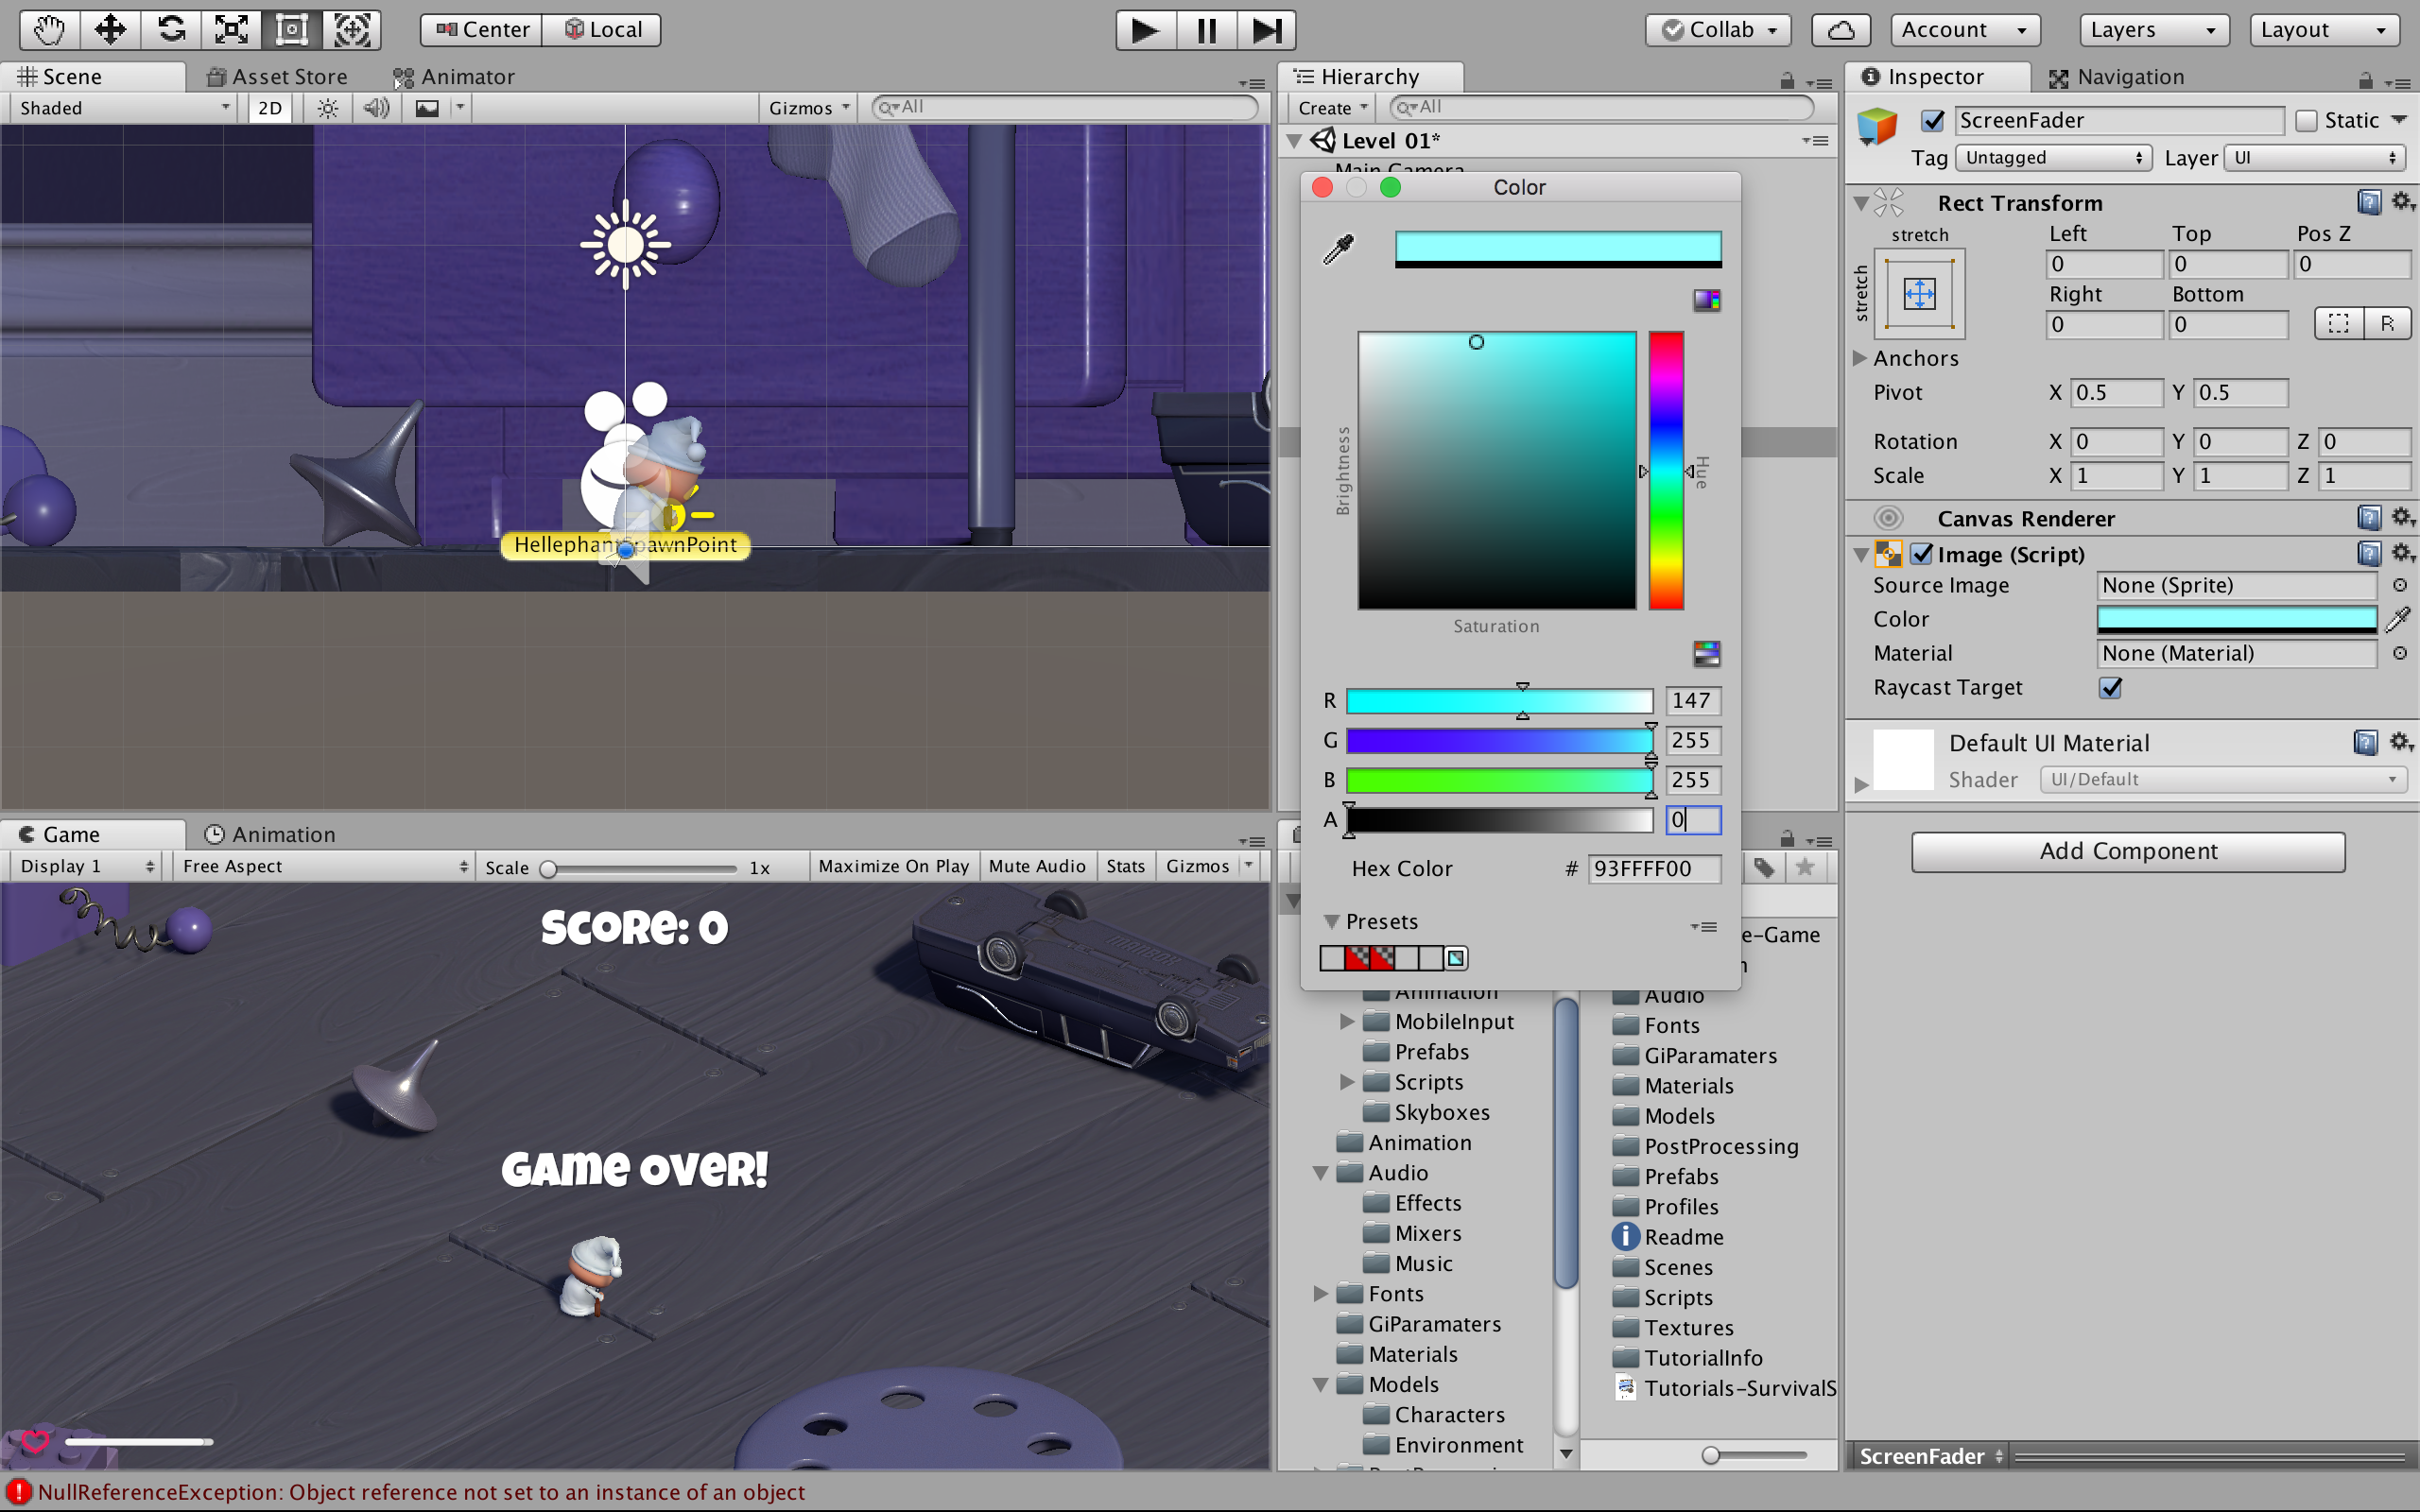 Center Local Collab Account Layers Layout
Scene Asset Store Animator
Shaded 2D Gizmos All
HellephantSpawnPoint
Game Animation
Display 1 Free Aspect Scale 1x Maximize On Play Mute Audio Stats Gizmos
SCORE: 0
GAME OVER!
Hierarchy
Create All
Level 01*
Main Camera
Color
Brightness
Hue
Saturation
R 147
G 255
B 255
A 0
Hex Color # 93FFFF00
Presets
Animation
MobileInput
Prefabs
Scripts
Skyboxes
Animation
Audio
Effects
Mixers
Music
Fonts
GiParamaters
Materials
Models
Characters
Environment
e-Game
Audio
Fonts
GiParamaters
Materials
Models
PostProcessing
Prefabs
Profiles
Readme
Scenes
Scripts
Textures
TutorialInfo
Tutorials-SurvivalS
Inspector Navigation
ScreenFader Static
Tag Untagged Layer UI
Rect Transform
stretch
stretch
Left Top Pos Z
0 0 0
Right Bottom
0 0 R
Anchors
Pivot X 0.5 Y 0.5
Rotation X 0 Y 0 Z 0
Scale X 1 Y 1 Z 1
Canvas Renderer
Image (Script)
Source Image None (Sprite)
Color
Material None (Material)
Raycast Target
Default UI Material
Shader UI/Default
Add Component
ScreenFader
NullReferenceException: Object reference not set to an instance of an object